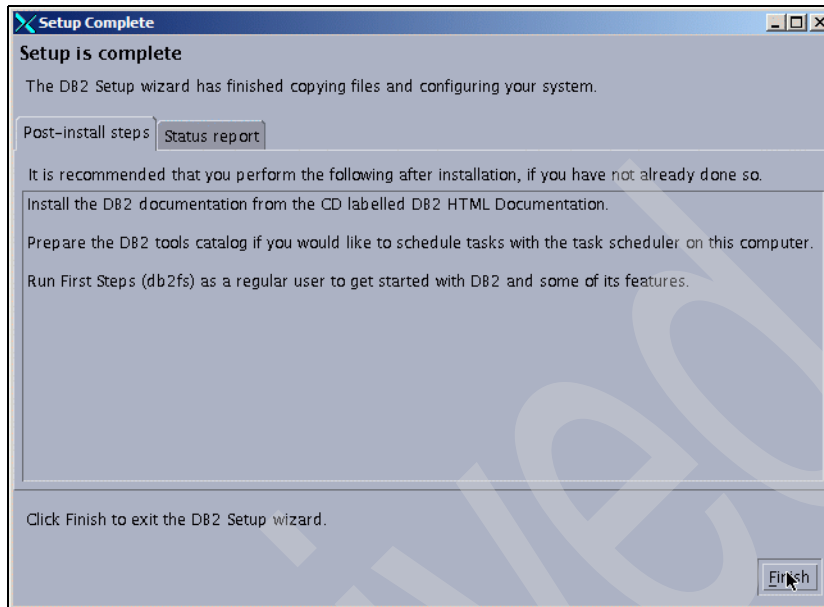 Setup Complete
Setup is complete
The DB2 Setup wizard has finished copying files and configuring your system.
Post-install steps
Status report
It is recommended that you perform the following after installation, if you have not already done so.
Install the DB2 documentation from the CD labelled DB2 HTML Documentation.
Prepare the DB2 tools catalog if you would like to schedule tasks with the task scheduler on this computer.
Run First Steps (db2fs) as a regular user to get started with DB2 and some of its features.
Click Finish to exit the DB2 Setup wizard.
Finish